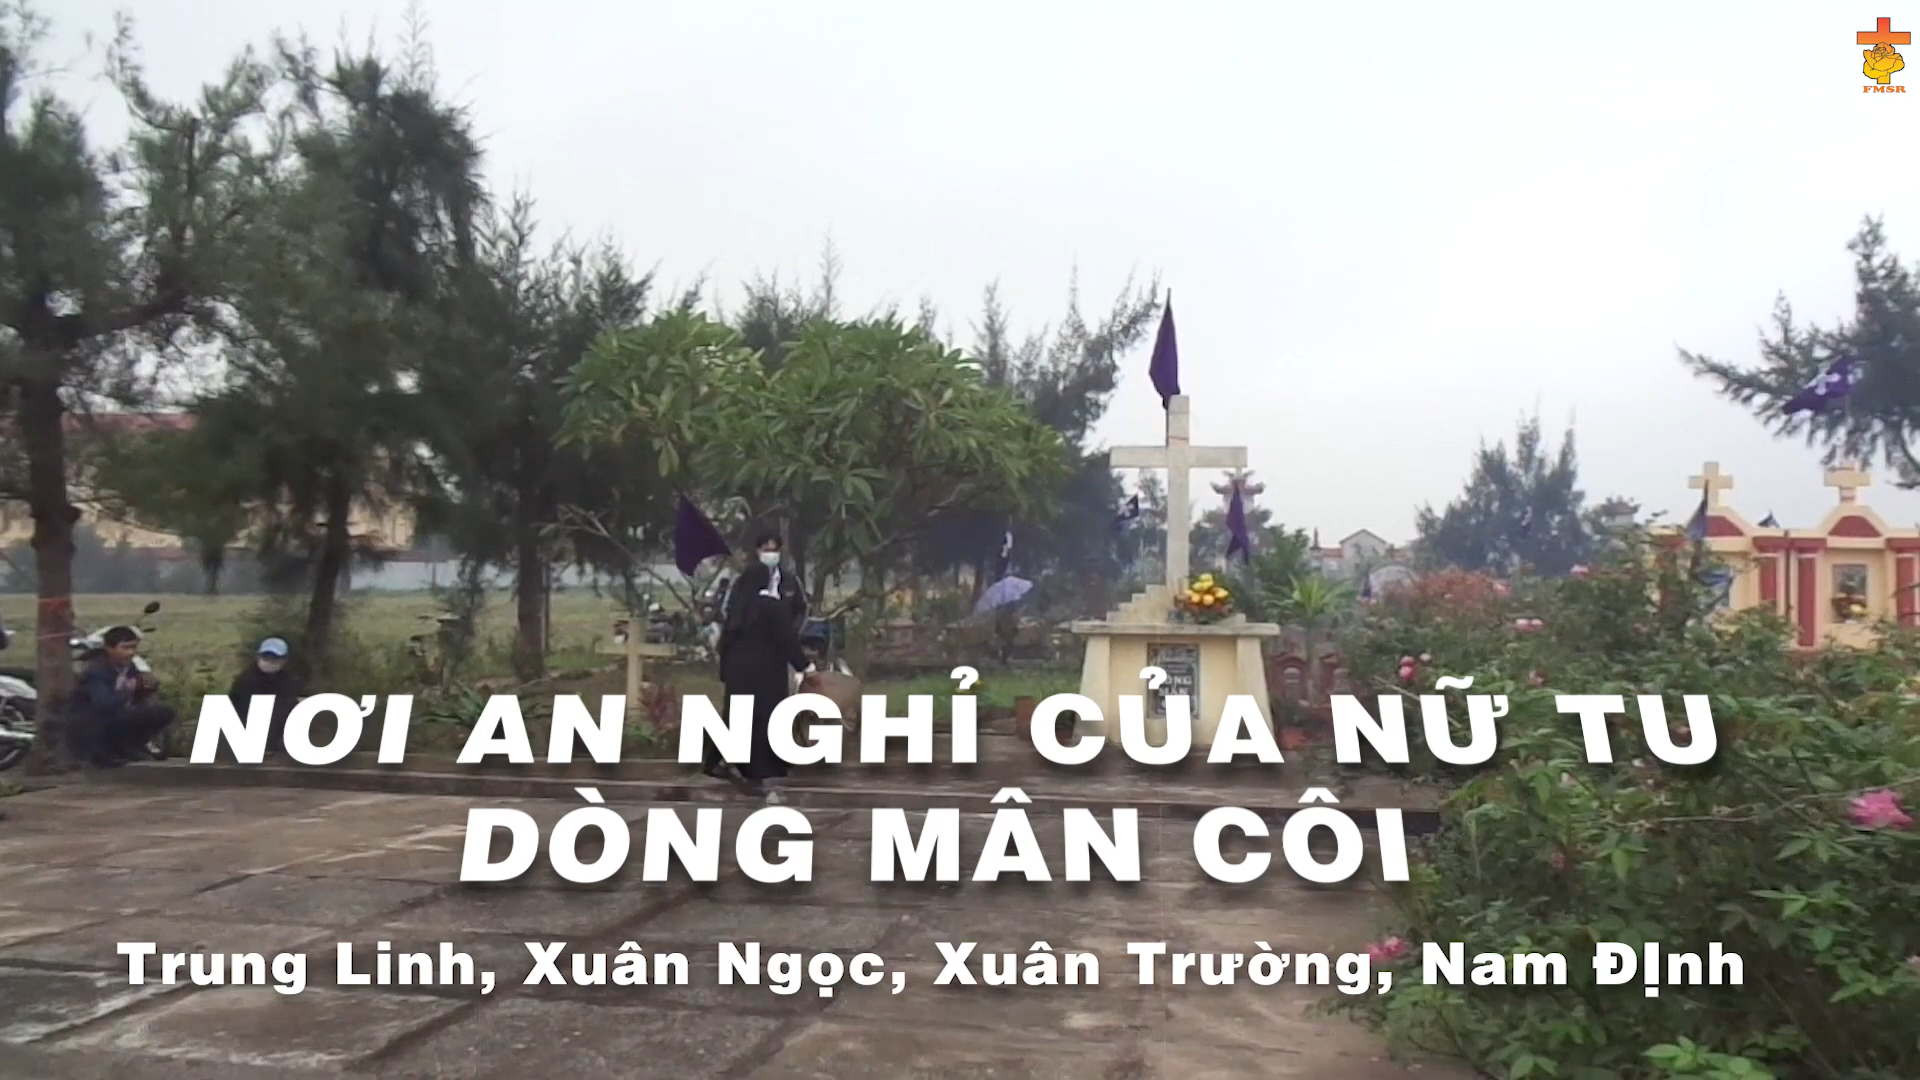 FMSR
NƠI AN NGHỈ CỦA NỮ TU
DÒNG MÂN CÔI
Trung Linh, Xuân Ngọc, Xuân Trường, Nam ĐỊnh